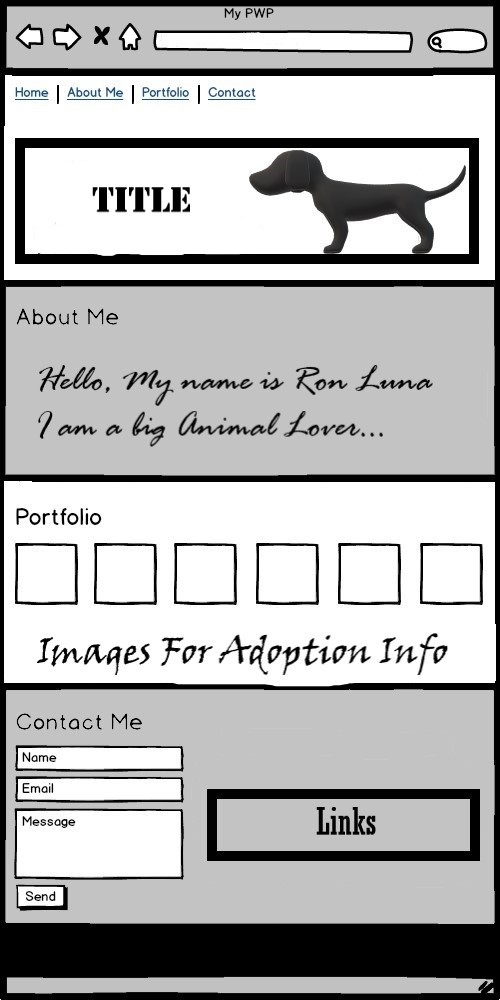 My PWP
Home | About Me | Portfolio | Contact
TITLE
About Me
Hello, My name is Ron Luna
I am a big Animal Lover...
Portfolio
Images For Adoption Info
Contact Me
Name
Email
Message
Links
Send